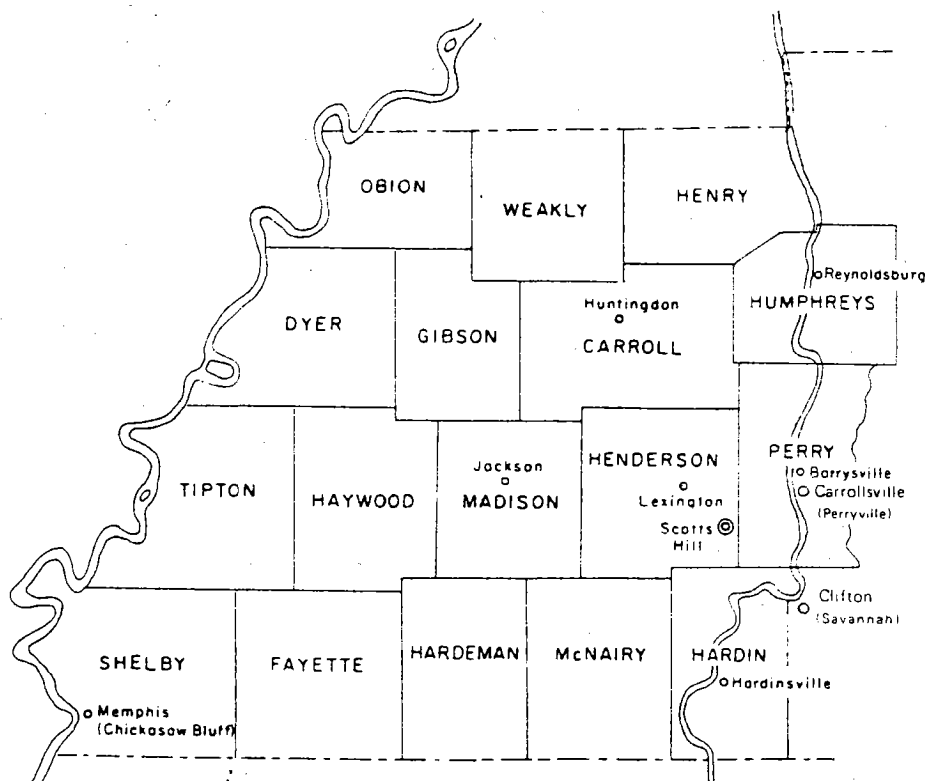 OBION
WEAKLY
HENRY
Reynoldsburg
HUMPHREYS
DYER
GIBSON
Huntingdon
CARROLL
PERRY
Barrysville
Carrollsville
(Perryville)
TIPTON
HAYWOOD
Jackson
MADISON
HENDERSON
Lexington
Scotts
Hill
Clifton
(Savannah)
SHELBY
FAYETTE
HARDEMAN
McNAIRY
HARDIN
Hardinsville
Memphis
(Chickasaw Bluff)